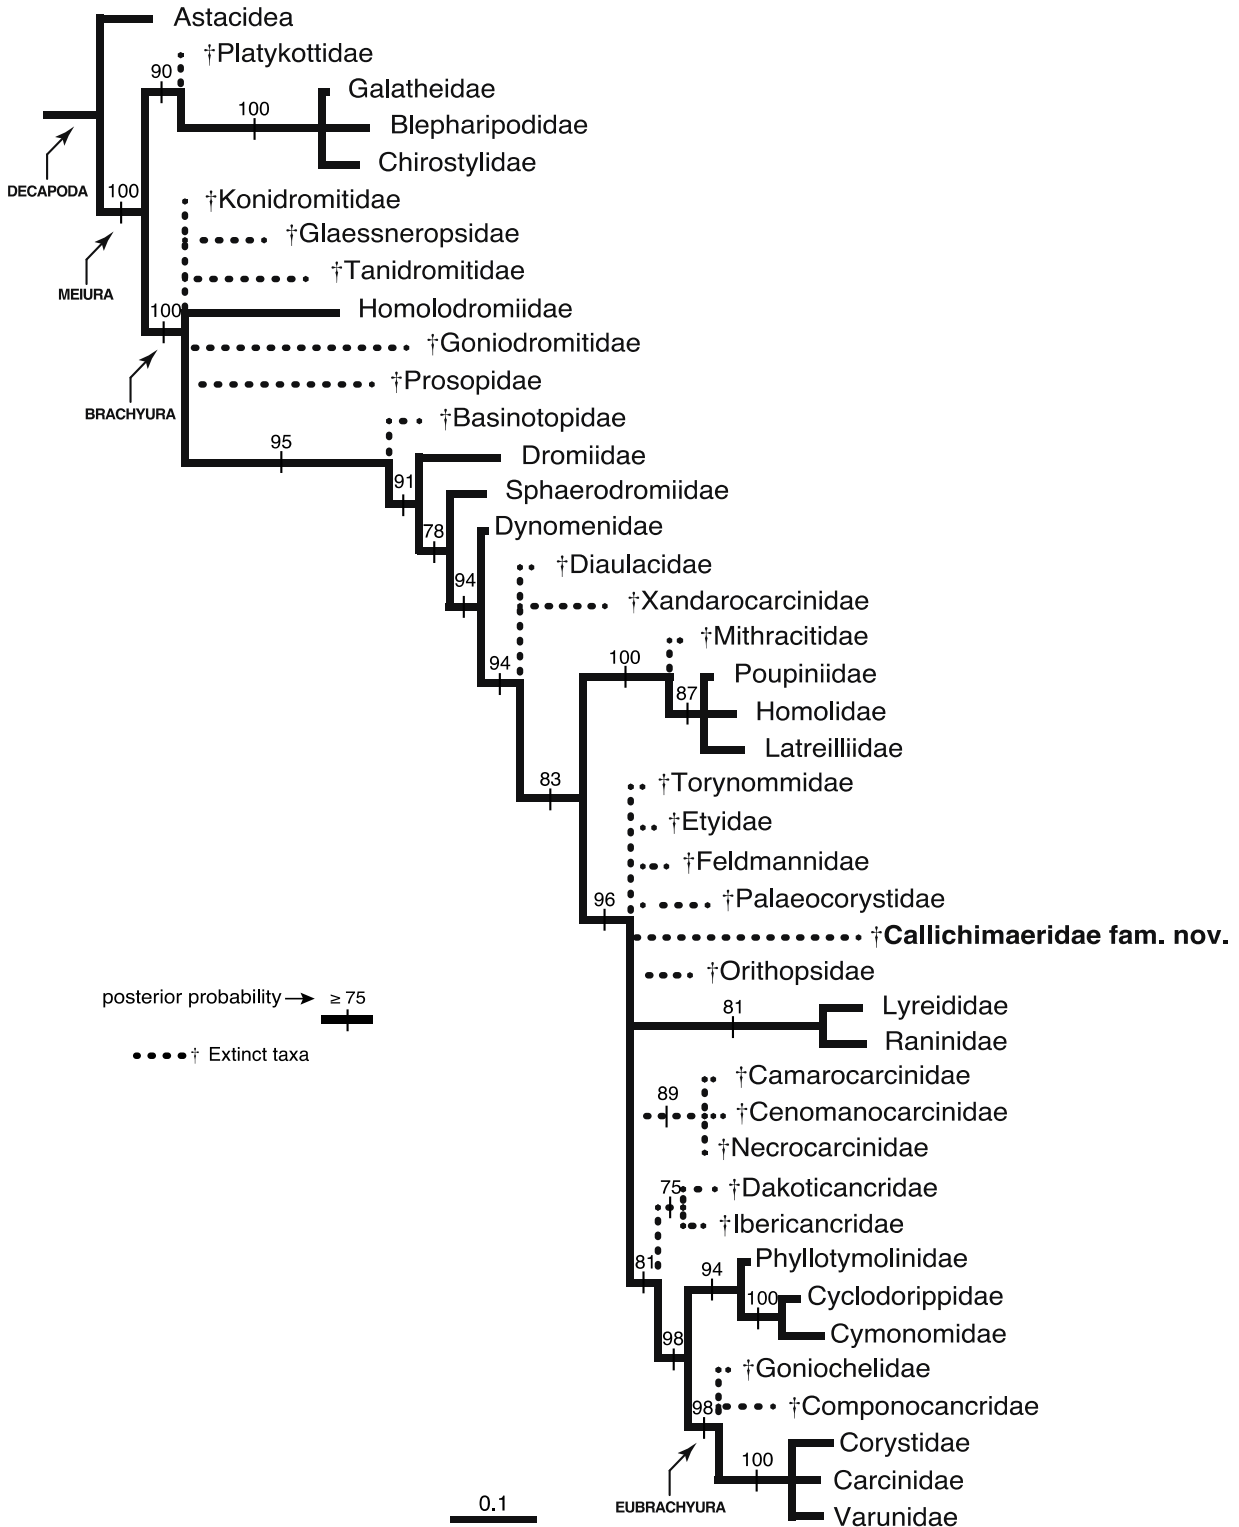 Astacidea
†Platykottidae
90
Galatheidae
100
Blepharipodidae
Chirostylidae
DECAPODA
100
†Konidromitidae
†Glaessneropsidae
†Tanidromitidae
MEIURA
100
Homolodromiidae
†Goniodromitidae
†Prosopidae
BRACHYURA
†Basinotopidae
95
Dromiidae
91
Sphaerodromiidae
78
Dynomenidae
†Diaulacidae
94
†Xandarocarcinidae
†Mithracitidae
94
100
Poupiniidae
87
Homolidae
Latreilliidae
83
†Torynommidae
†Etyidae
†Feldmannidae
96
†Palaeocorystidae
†Callichimaeridae fam. nov.
†Orithopsidae
posterior probability
≥ 75
81
Lyreididae
Raninidae
† Extinct taxa
†Camarocarcinidae
89
†Cenomanocarcinidae
†Necrocarcinidae
75
†Dakoticancridae
†Ibericancridae
81
Phyllotymolinidae
94
100
Cyclodorippidae
98
Cymonomidae
†Goniochelidae
98
†Componocancridae
Corystidae
100
Carcinidae
EUBRACHYURA
0.1
Varunidae